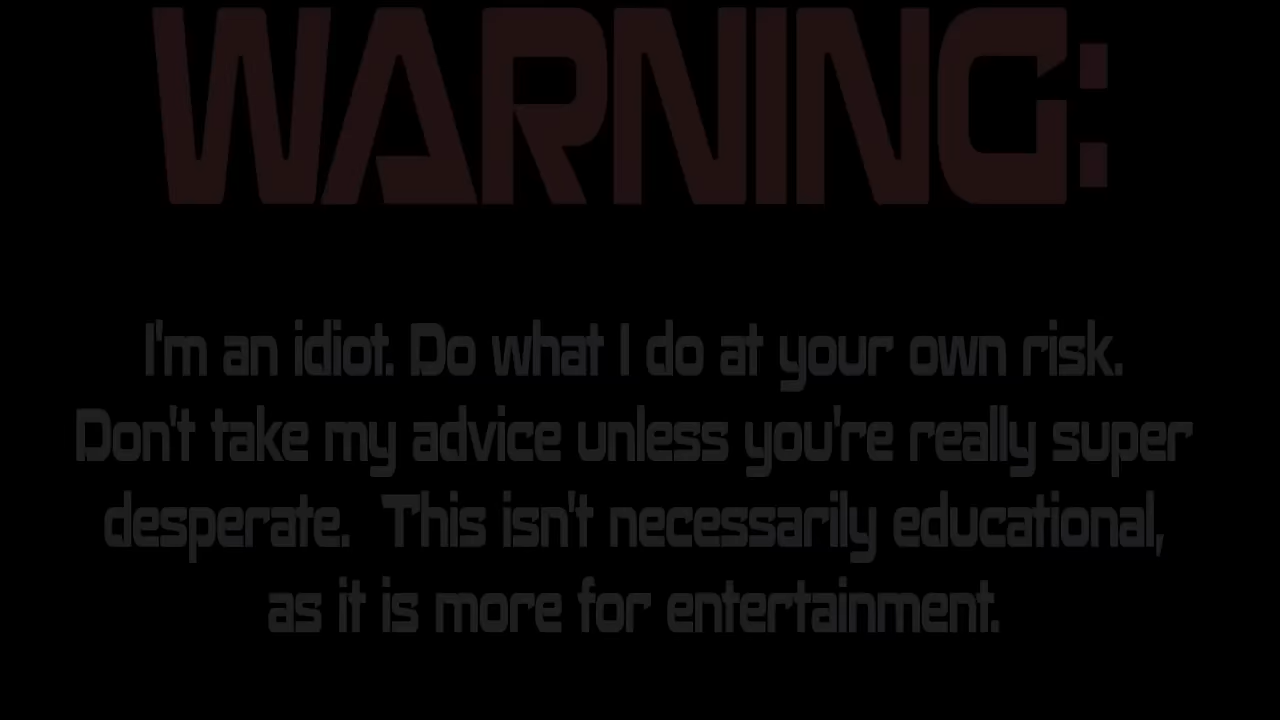 WARNING:
I'm an idiot. Do what I do at your own risk.
Don't take my advice unless you're really super
desperate.  This isn't necessarily educational,
as it is more for entertainment.